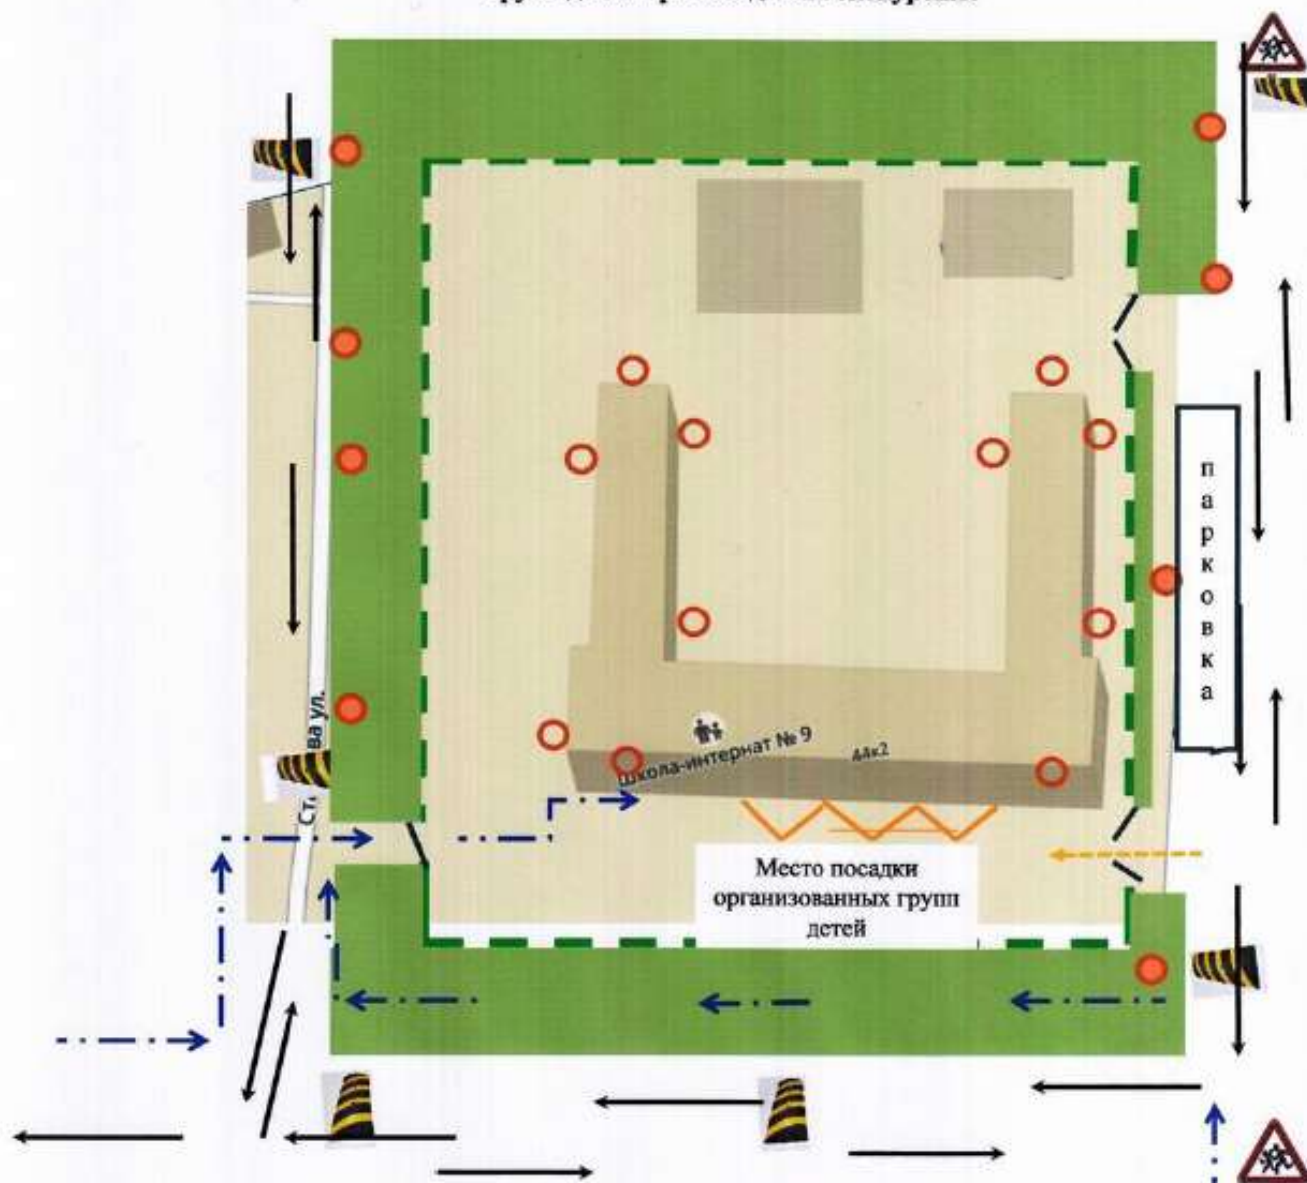 п
а
р
к
о
в
к
а
ва ул.
школа-интернат № 9
44к2
Место посадки
организованных групп
детей